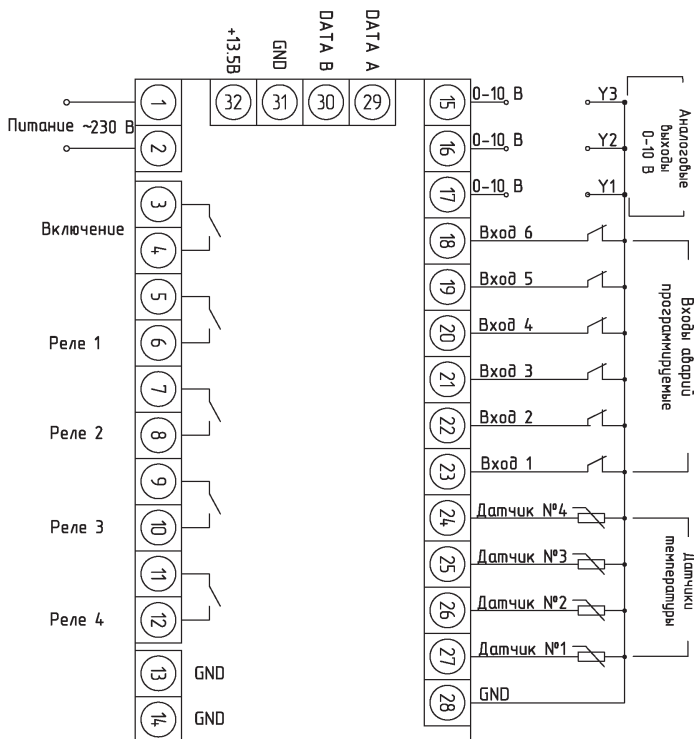 +13.5В
GND
DATA B
DATA A
32
31
30
29
Питание ~230 В
1
2
Включение
3
4
5
Реле 1
6
7
Реле 2
8
9
Реле 3
10
11
Реле 4
12
13 GND
14 GND
15 0-10 В Y3
16 0-10 В Y2
17 0-10 В Y1
Аналоговые
выходы
0-10 В
18 Вход 6
19 Вход 5
20 Вход 4
21 Вход 3
22 Вход 2
23 Вход 1
Входы аварий
программируемые
24 Датчик №4
25 Датчик №3
26 Датчик №2
27 Датчик №1
Датчики
температуры
28 GND